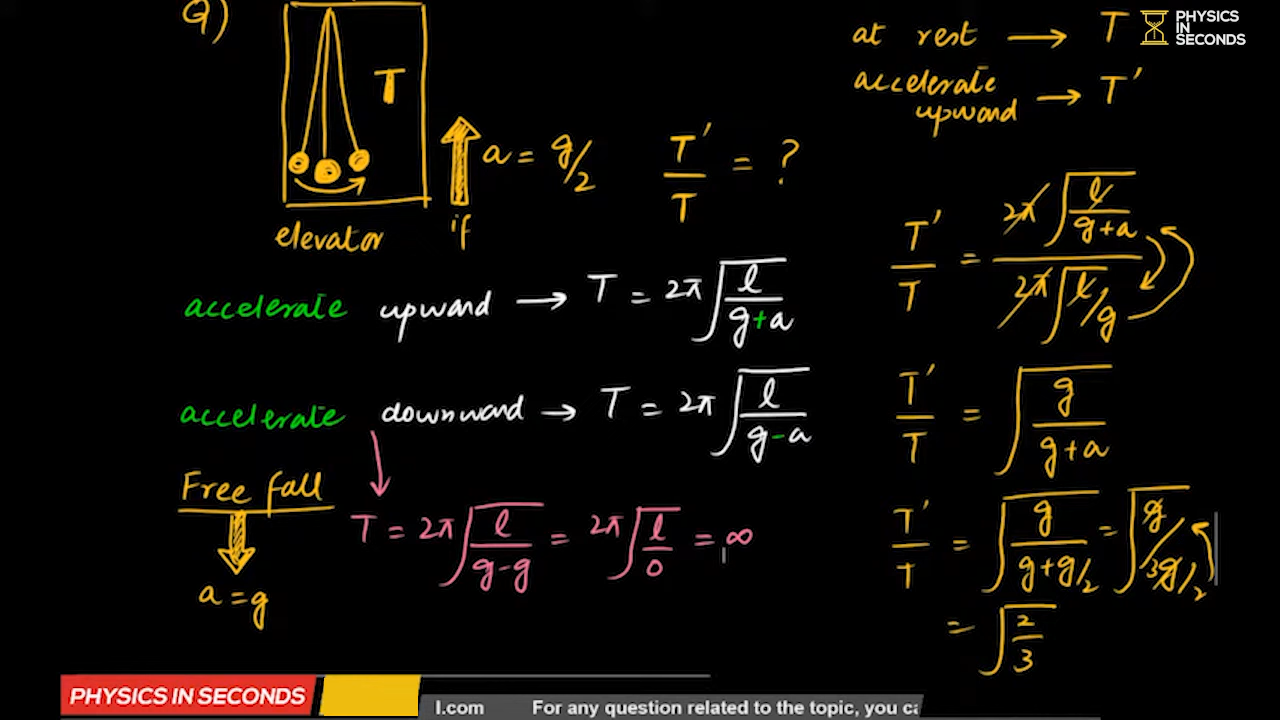 Q)
T
a = g/2
T'/T = ?
elevator
if
accelerate upward → T = 2π√(l/(g+a))
accelerate downward → T = 2π√(l/(g-a))
Free fall
a = g
T = 2π√(l/(g-g)) = 2π√(l/0) = ∞
at rest → T
accelerate upward → T'
T'/T = 2π√(l/(g+a)) / 2π√(l/g)
T'/T = √(g/(g+a))
T'/T = √(g/(g+g/2)) = √(g/(3g/2))
= √(2/3)
PHYSICS
IN
SECONDS
PHYSICS IN SECONDS
l.com For any question related to the topic, you ca